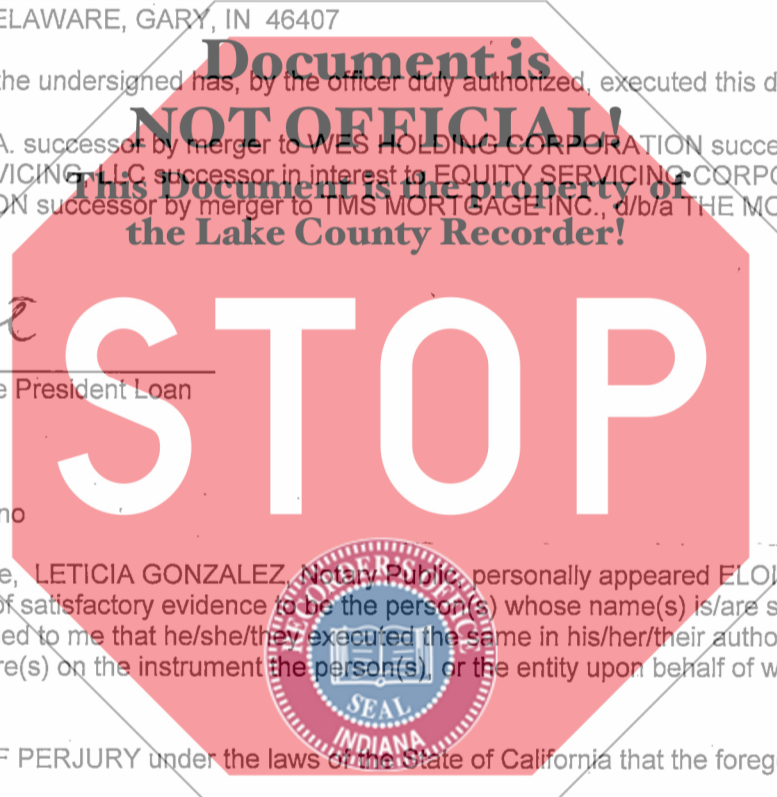 ELAWARE, GARY, IN 46407
Document is
the undersigned has, by the officer duly authorized, executed this d
NOT OFFICIAL!
A. successor by merger to WES HOLDING CORPORATION succe
VICING, LLC successor in interest to EQUITY SERVICING CORPO
This Document is the property of
ON successor by merger to TMS MORTGAGE INC., d/b/a THE MO
the Lake County Recorder!
STOP
e President Loan
no
e, LETICIA GONZALEZ, Notary Public, personally appeared ELOI
of satisfactory evidence to be the person(s) whose name(s) is/are s
ed to me that he/she/they executed the same in his/her/their autho
re(s) on the instrument the person(s), or the entity upon behalf of w
RECORDER'S OFFICE
SEAL
INDIANA
F PERJURY under the laws of the State of California that the forego